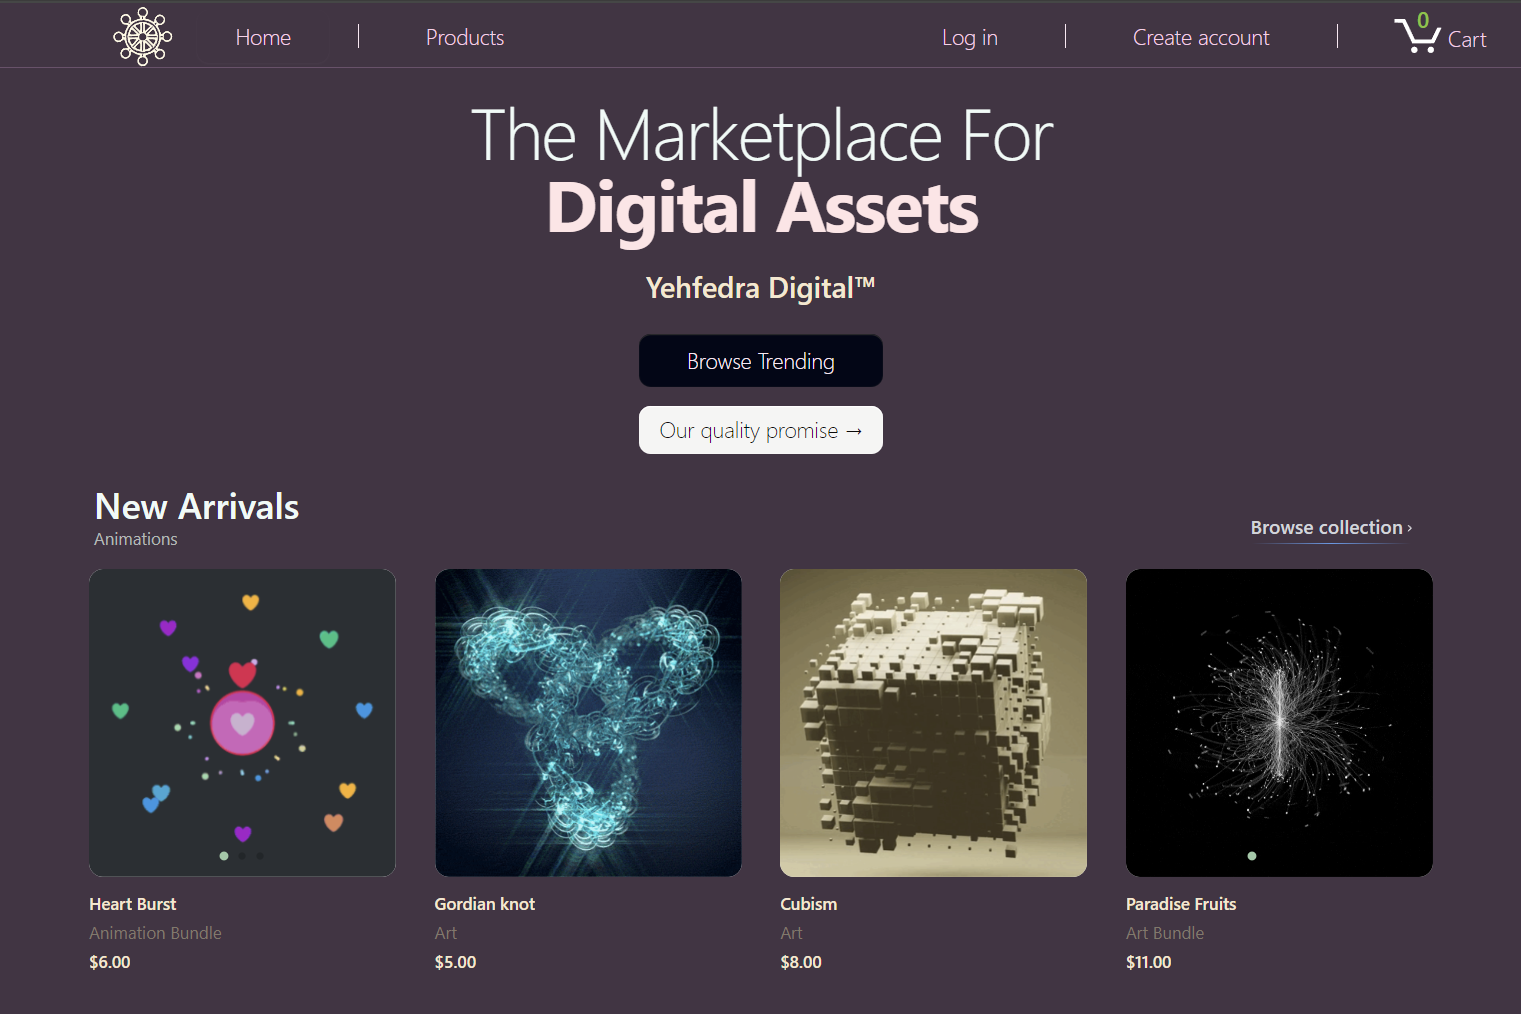 Home
Products
Log in
Create account
0
Cart
The Marketplace For
Digital Assets
Yehfedra Digital™
Browse Trending
Our quality promise →
New Arrivals
Animations
Browse collection ›
Heart Burst
Animation Bundle
$6.00
Gordian knot
Art
$5.00
Cubism
Art
$8.00
Paradise Fruits
Art Bundle
$11.00